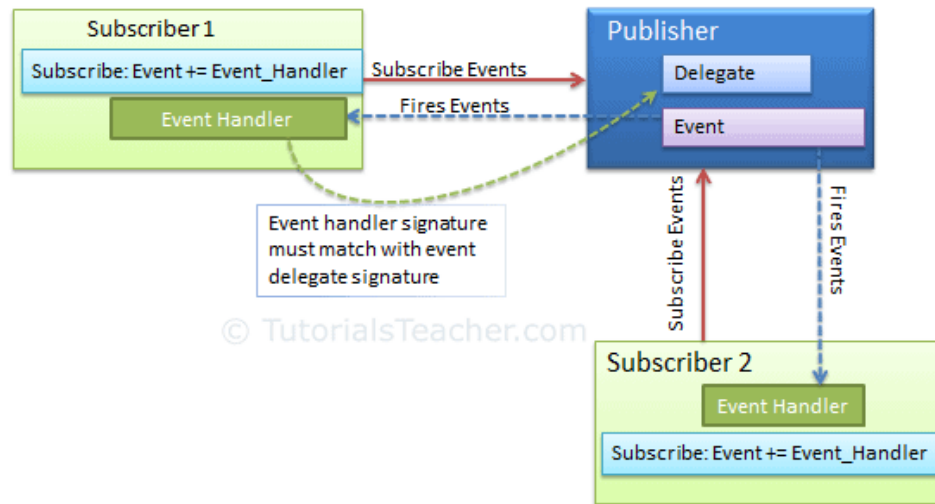 Subscriber 1
Subscribe: Event += Event_Handler
Event Handler
Subscribe Events
Fires Events
Publisher
Delegate
Event
Event handler signature
must match with event
delegate signature
Subscribe Events
Fires Events
© TutorialsTeacher.com
Subscriber 2
Event Handler
Subscribe: Event += Event_Handler